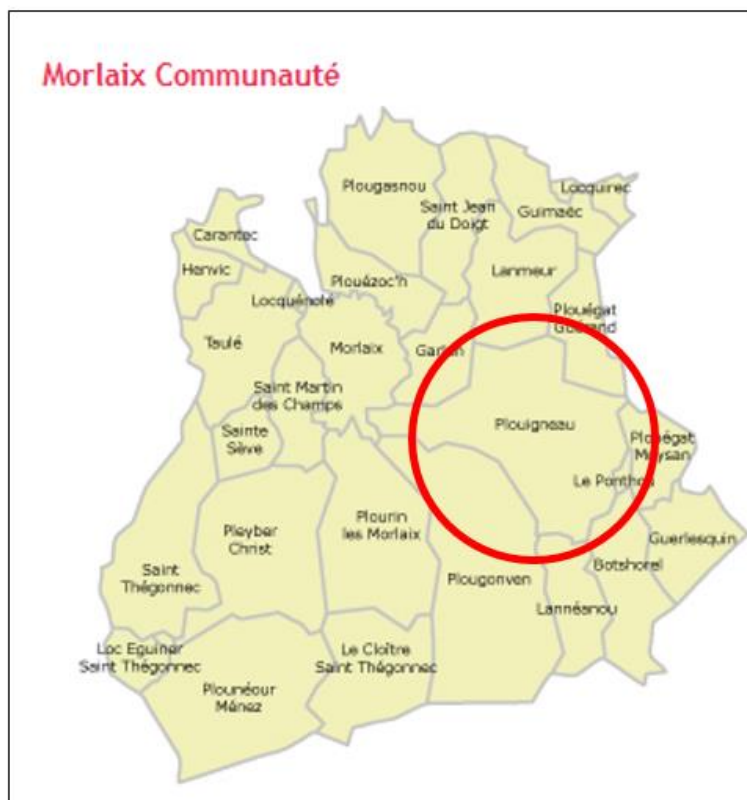 Morlaix Communauté
Plougasnou
Saint Jean
du Doigt
Locquirec
Guimaëc
Carantec
Henvic
Plouézoc'h
Lanmeur
Locquénolé
Plouégat
Guérand
Taulé
Morlaix
Garlan
Saint Martin
des Champs
Sainte
Sève
Plouigneau
Plouégat
Moysan
Le Ponthou
Pleyber
Christ
Plourin
les Morlaix
Guerlesquin
Saint
Thégonnec
Plougonven
Botshorel
Lannéanou
Loc Eguiner
Saint Thégonnec
Le Cloître
Saint Thégonnec
Plounéour
Ménez